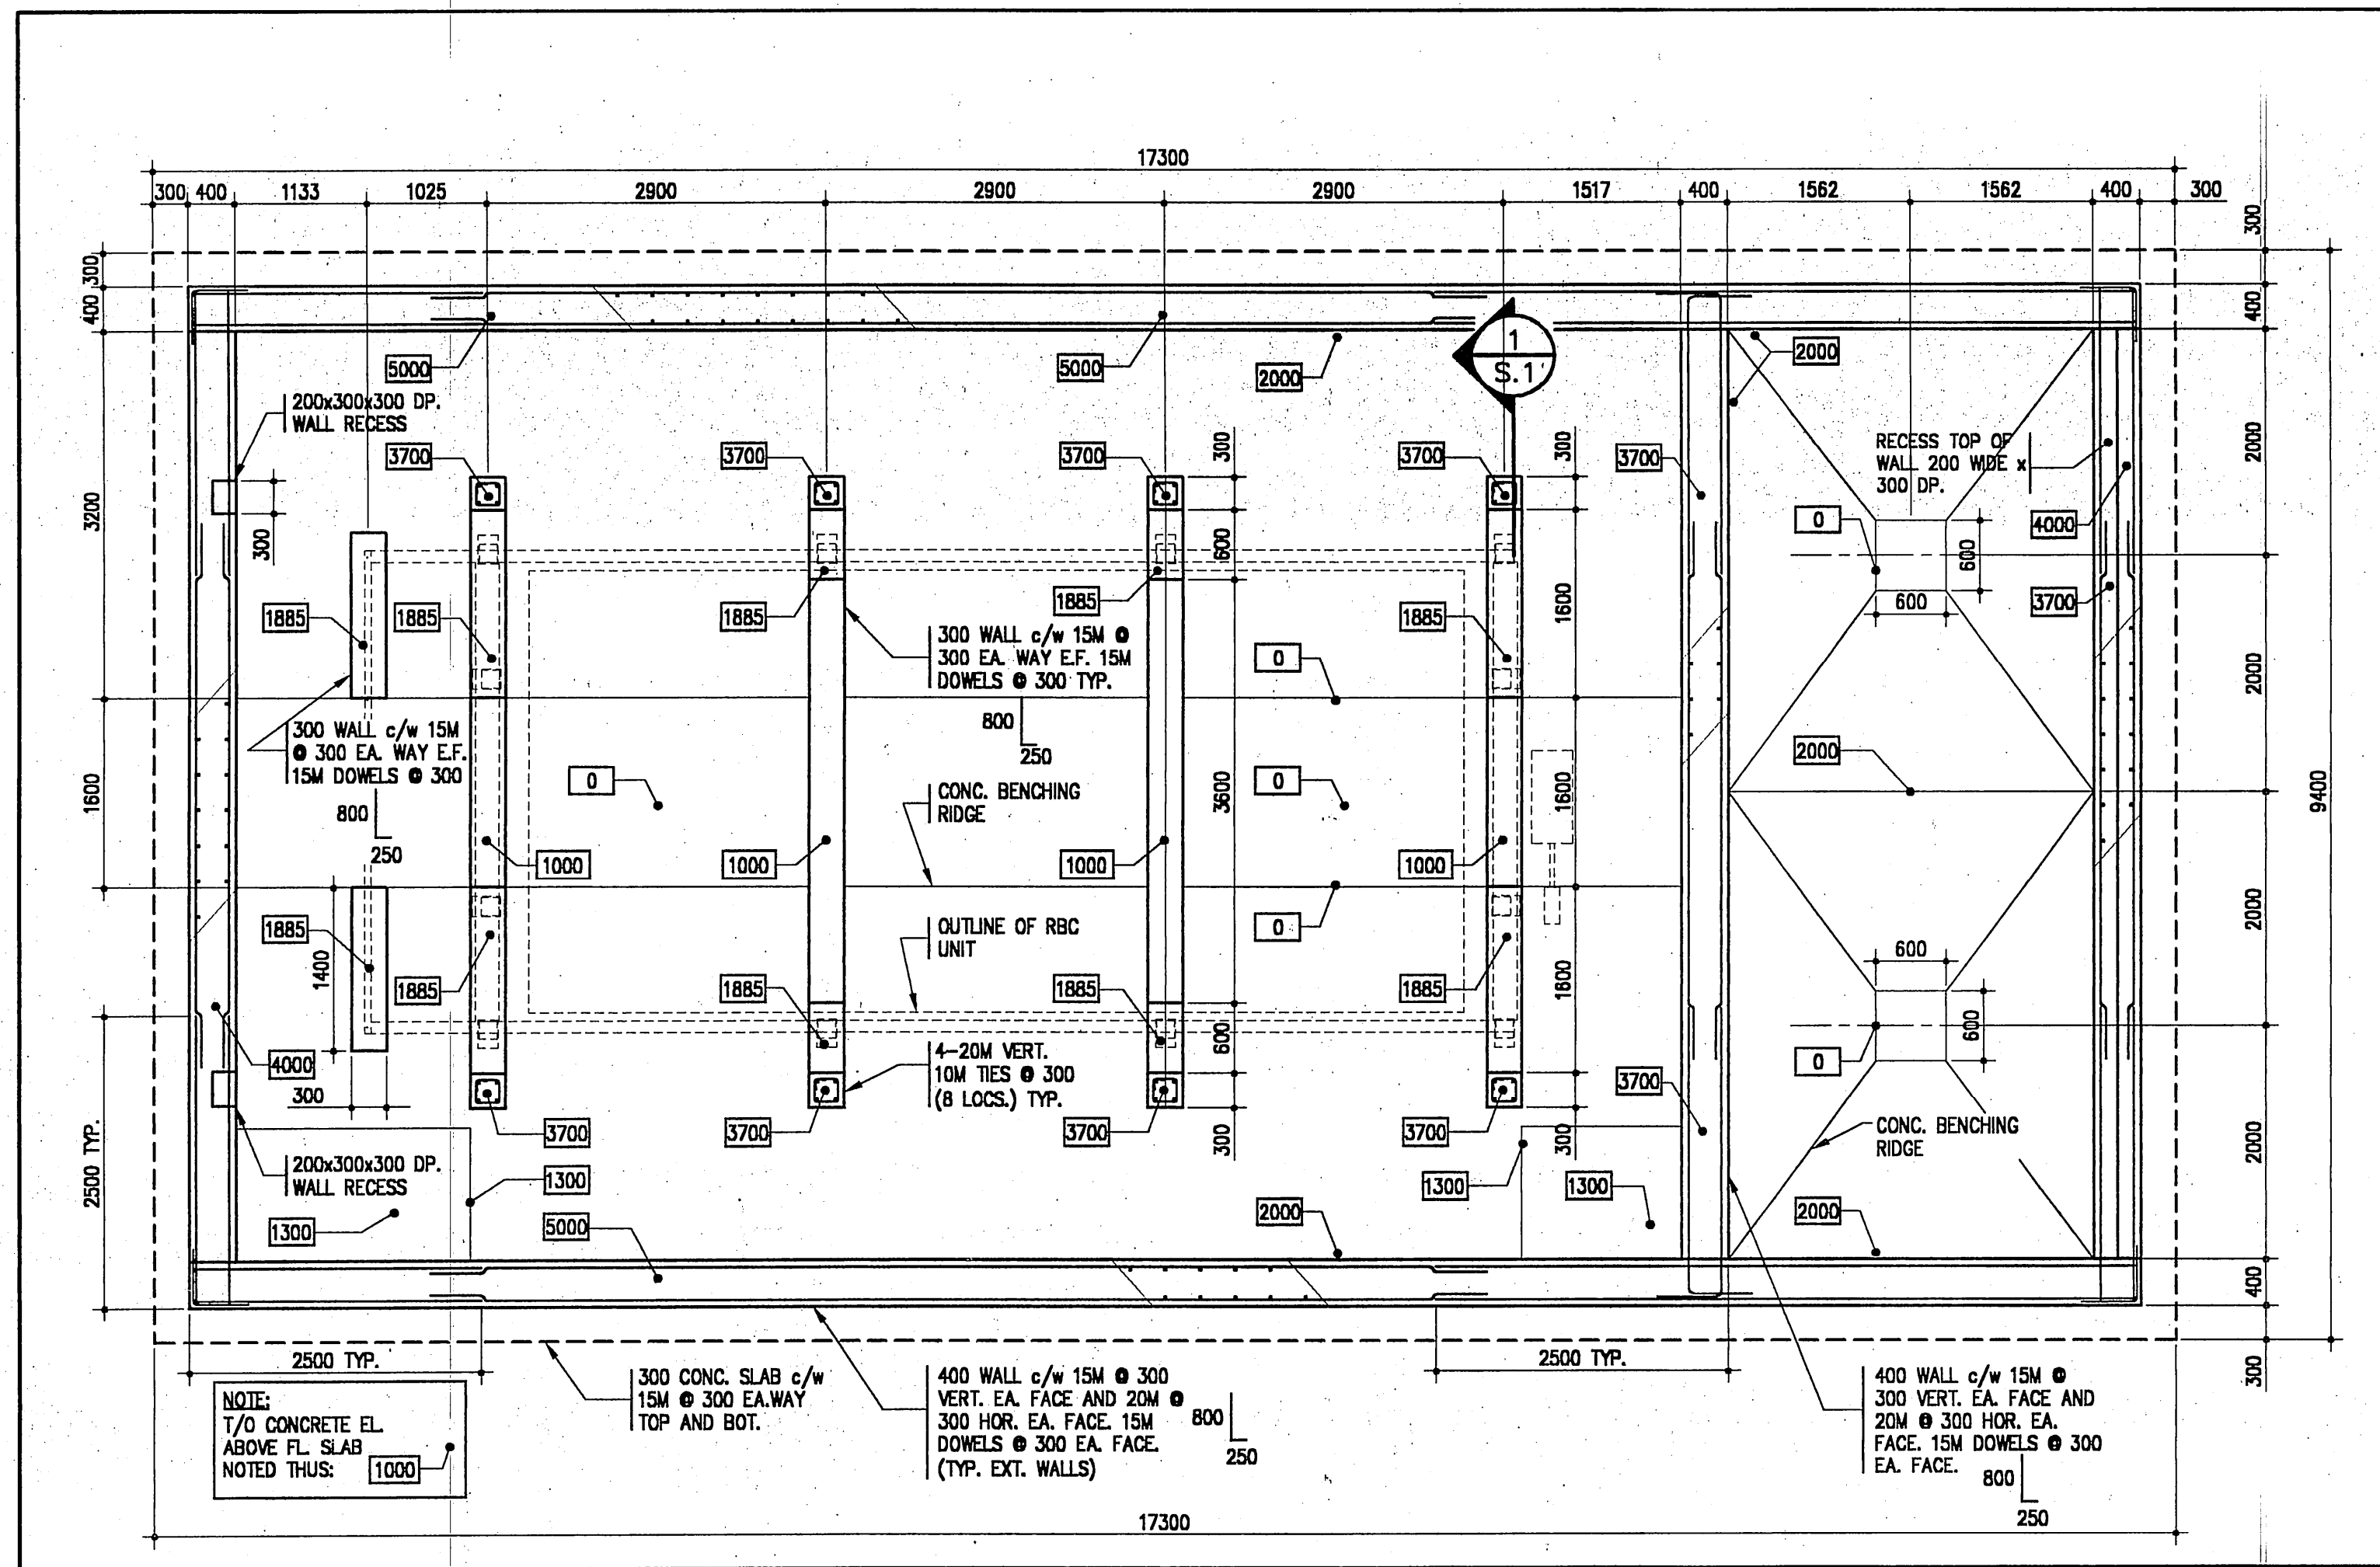 17300
300 400 1133 1025 2900 2900 2900 1517 400 1562 1562 400 300
300
300
400
400
5000
5000
2000
1
S.1
2000
200x300x300 DP.
WALL RECESS
3700
3700
3700
3700
3700
300
300
RECESS TOP OF
WALL 200 WIDE x
300 DP.
2000
3200
300
600
0
4000
600
600
1885
1885
1885
1885
1885
1600
3700
300 WALL c/w 15M @
300 EA. WAY E.F. 15M
DOWELS @ 300 TYP.
800
250
0
2000
300 WALL c/w 15M
@ 300 EA. WAY E.F.
15M DOWELS @ 300
800
250
1600
0
CONC. BENCHING
RIDGE
3600
0
1600
2000
9400
1000
1000
1000
1000
1885
1400
1885
OUTLINE OF RBC
UNIT
0
1885
1885
1885
1600
2000
600
600
4000
300
4-20M VERT.
10M TIES @ 300
(8 LOCS.) TYP.
600
0
3700
3700
3700
3700
3700
300
300
CONC. BENCHING
RIDGE
2000
2500 TYP.
200x300x300 DP.
WALL RECESS
1300
1300
5000
2000
1300
1300
2000
400
2500 TYP.
2500 TYP.
300
NOTE:
T/O CONCRETE EL.
ABOVE FL. SLAB
NOTED THUS: 1000
300 CONC. SLAB c/w
15M @ 300 EA.WAY
TOP AND BOT.
400 WALL c/w 15M @ 300
VERT. EA. FACE AND 20M @
300 HOR. EA. FACE. 15M
DOWELS @ 300 EA. FACE.
(TYP. EXT. WALLS)
800
250
400 WALL c/w 15M @
300 VERT. EA. FACE AND
20M @ 300 HOR. EA.
FACE. 15M DOWELS @ 300
EA. FACE.
800
250
17300